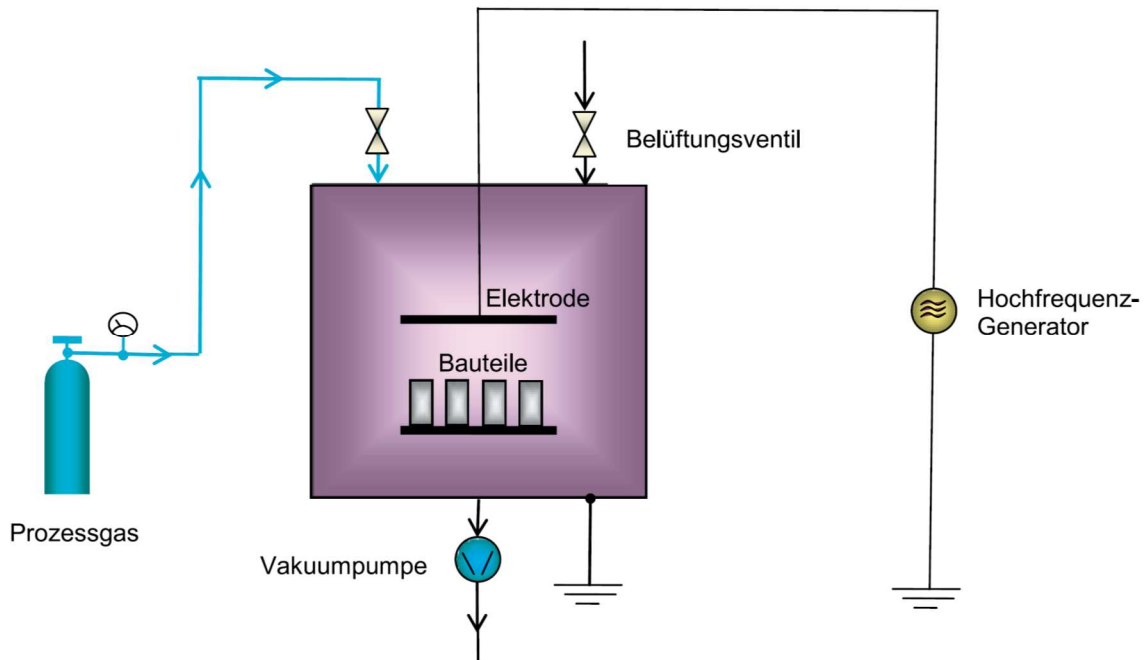 Belüftungsventil
Elektrode
Hochfrequenz-
Generator
Bauteile
Prozessgas
Vakuumpumpe